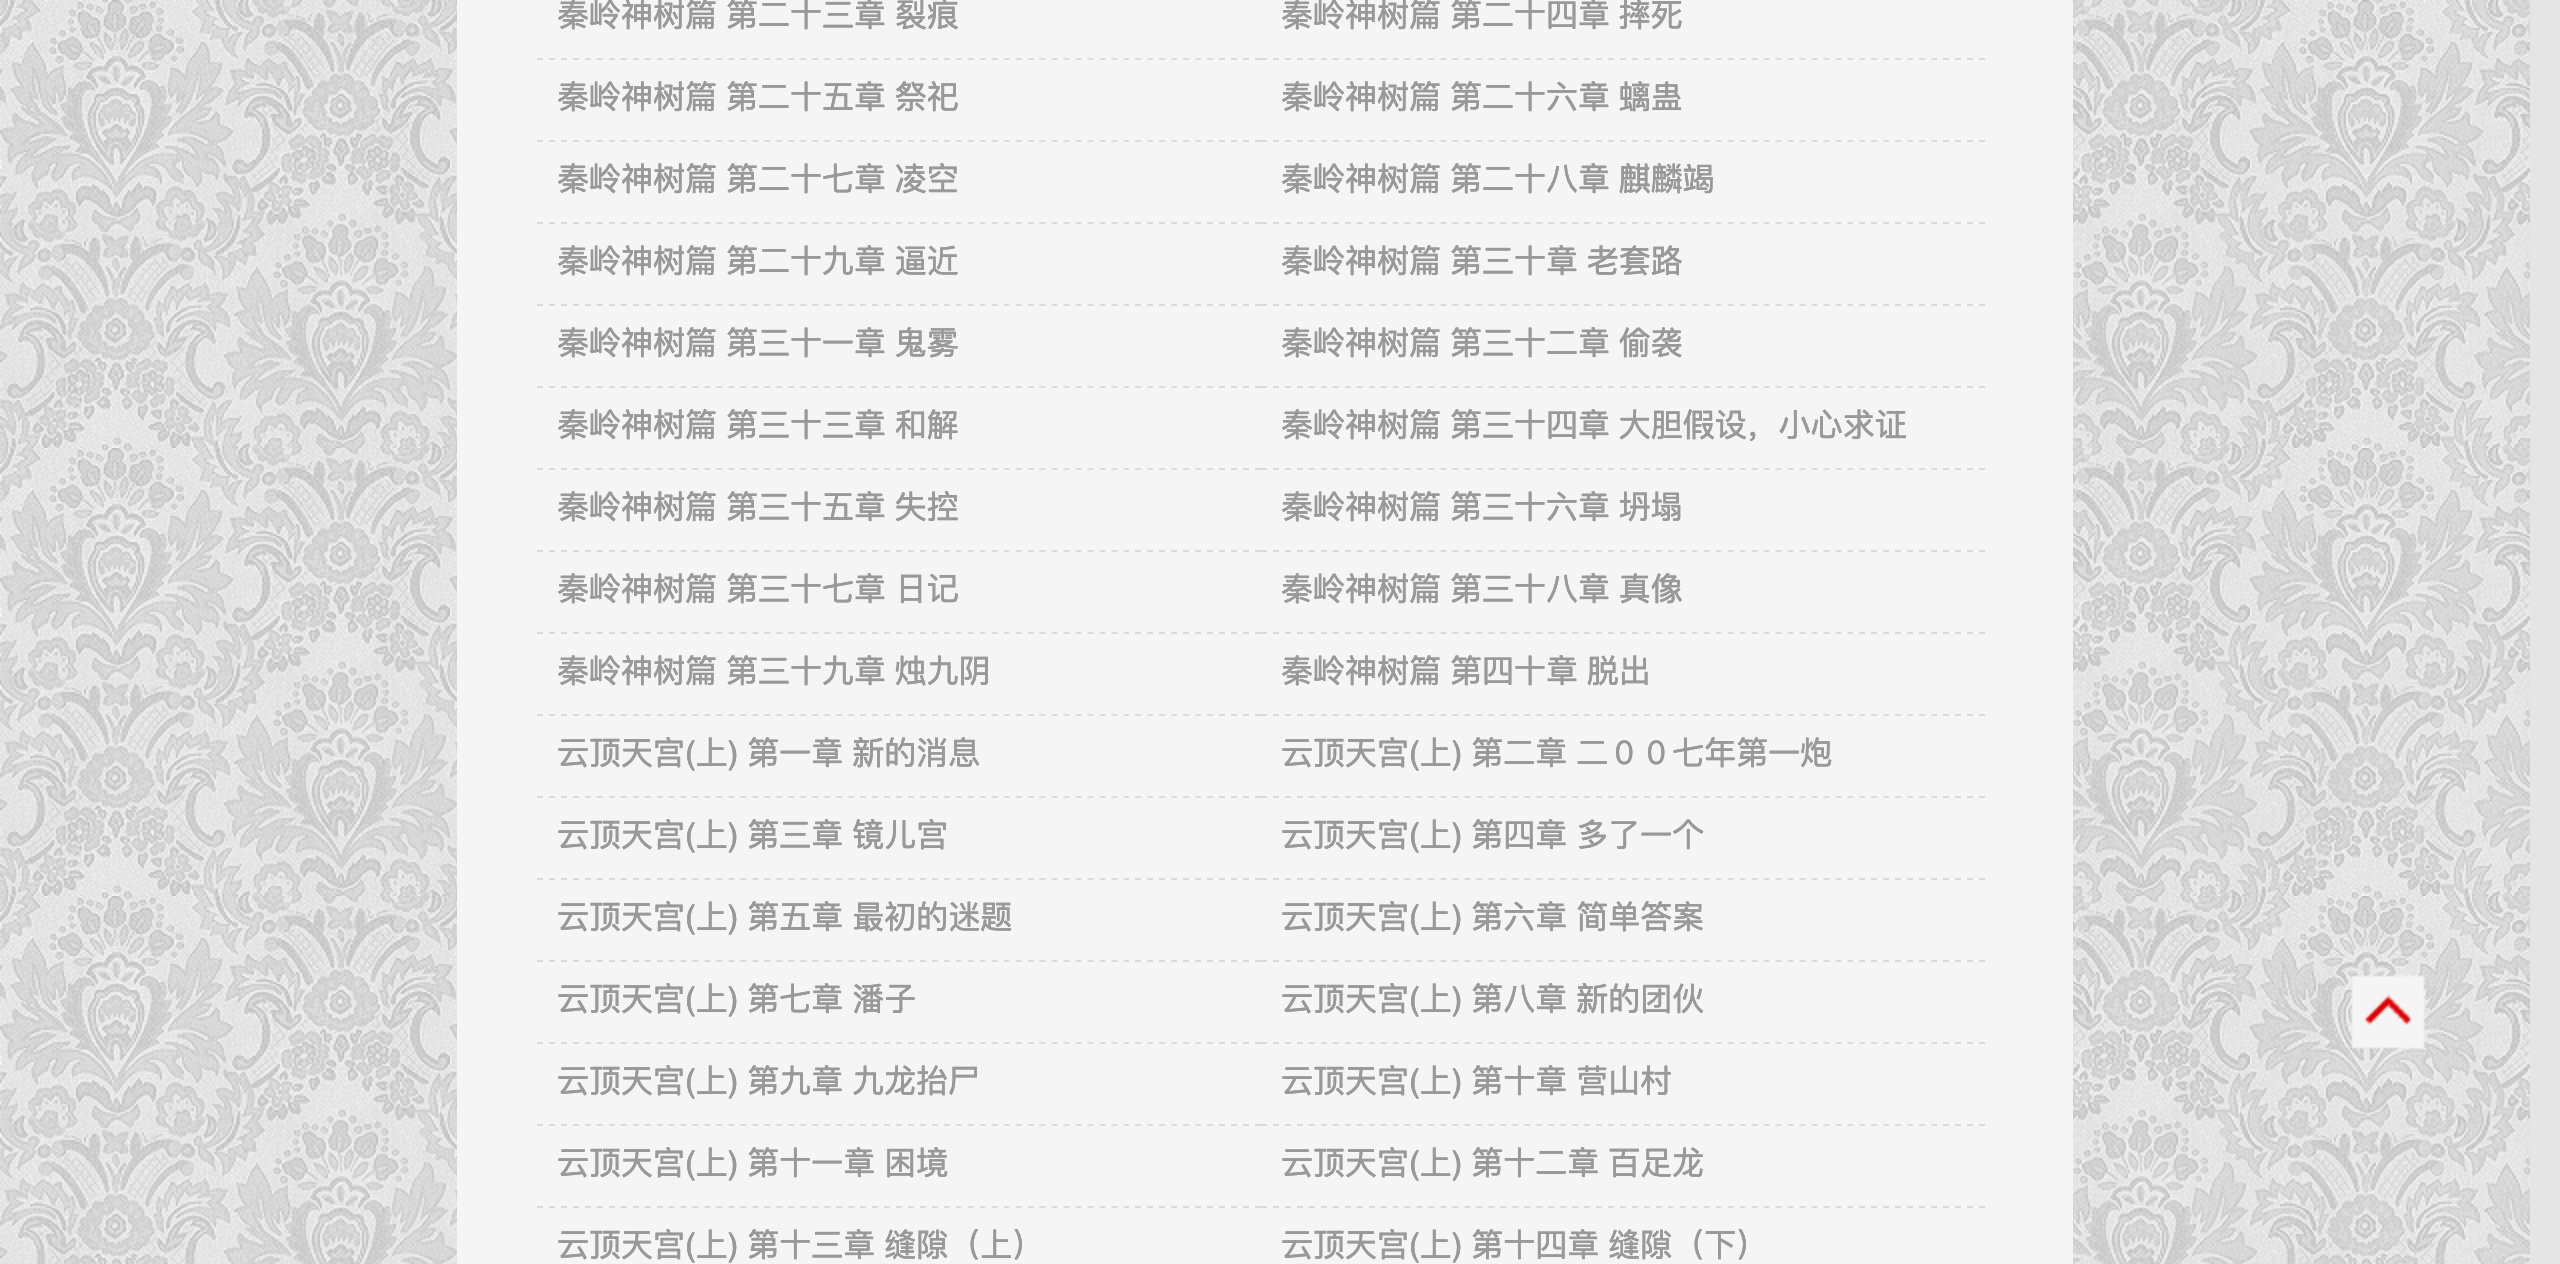 秦岭神树篇 第二十三章 裂痕
秦岭神树篇 第二十四章 摔死
秦岭神树篇 第二十五章 祭祀
秦岭神树篇 第二十六章 螭蛊
秦岭神树篇 第二十七章 凌空
秦岭神树篇 第二十八章 麒麟竭
秦岭神树篇 第二十九章 逼近
秦岭神树篇 第三十章 老套路
秦岭神树篇 第三十一章 鬼雾
秦岭神树篇 第三十二章 偷袭
秦岭神树篇 第三十三章 和解
秦岭神树篇 第三十四章 大胆假设，小心求证
秦岭神树篇 第三十五章 失控
秦岭神树篇 第三十六章 坍塌
秦岭神树篇 第三十七章 日记
秦岭神树篇 第三十八章 真像
秦岭神树篇 第三十九章 烛九阴
秦岭神树篇 第四十章 脱出
云顶天宫(上) 第一章 新的消息
云顶天宫(上) 第二章 二００七年第一炮
云顶天宫(上) 第三章 镜儿宫
云顶天宫(上) 第四章 多了一个
云顶天宫(上) 第五章 最初的迷题
云顶天宫(上) 第六章 简单答案
云顶天宫(上) 第七章 潘子
云顶天宫(上) 第八章 新的团伙
云顶天宫(上) 第九章 九龙抬尸
云顶天宫(上) 第十章 营山村
云顶天宫(上) 第十一章 困境
云顶天宫(上) 第十二章 百足龙
云顶天宫(上) 第十三章 缝隙（上）
云顶天宫(上) 第十四章 缝隙（下）